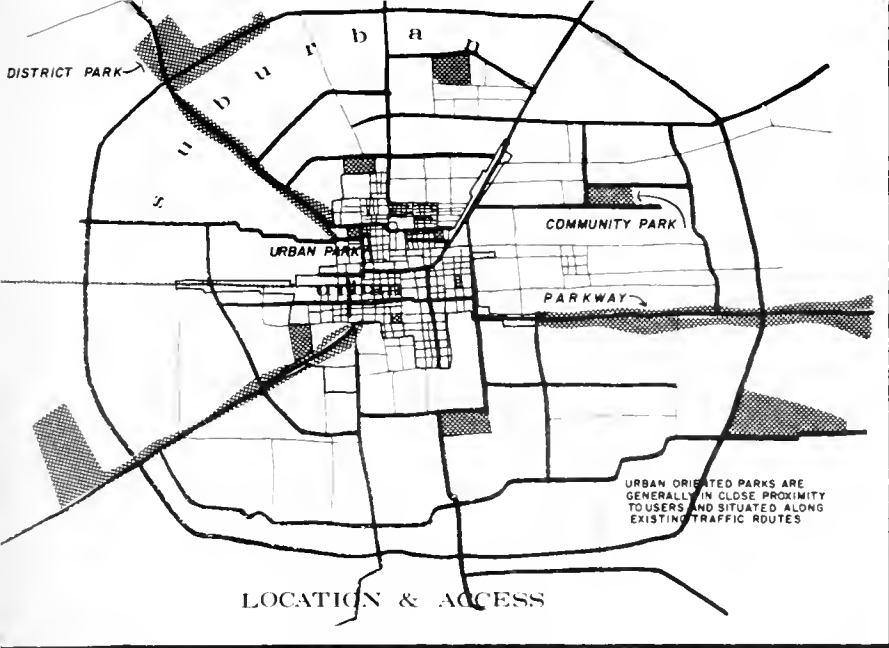 suburban
DISTRICT PARK
COMMUNITY PARK
URBAN PARK
urban
PARKWAY
URBAN ORIENTED PARKS ARE
GENERALLY IN CLOSE PROXIMITY
TO USERS AND SITUATED ALONG
EXISTING TRAFFIC ROUTES
LOCATION & ACCESS